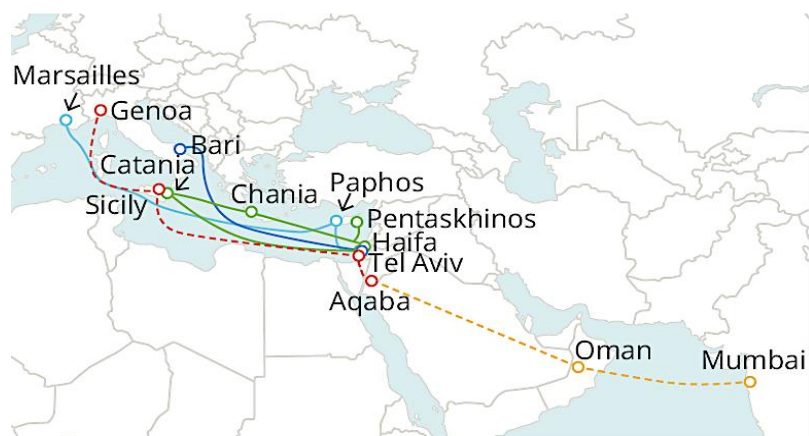 Marsailles
Genoa
Bari
Catania
Sicily
Chania
Paphos
Pentaskhinos
Haifa
Tel Aviv
Aqaba
Oman
Mumbai